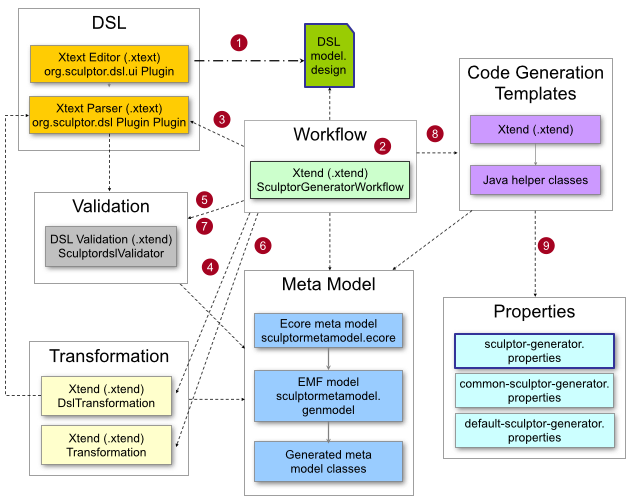 DSL
Xtext Editor (.xtext)
org.sculptor.dsl.ui Plugin
Xtext Parser (.xtext)
org.sculptor.dsl Plugin Plugin
1
DSL
model.
design
Code Generation
Templates
Xtend (.xtend)
Java helper classes
3
Workflow
2
8
Xtend (.xtend)
SculptorGeneratorWorkflow
Validation
DSL Validation (.xtend)
SculptordslValidator
5
7
4
6
9
Meta Model
Ecore meta model
sculptormetamodel.ecore
EMF model
sculptormetamodel.
genmodel
Generated meta
model classes
Properties
sculptor-generator.
properties
common-sculptor-generator.
properties
default-sculptor-generator.
properties
Transformation
Xtend (.xtend)
DslTransformation
Xtend (.xtend)
Transformation